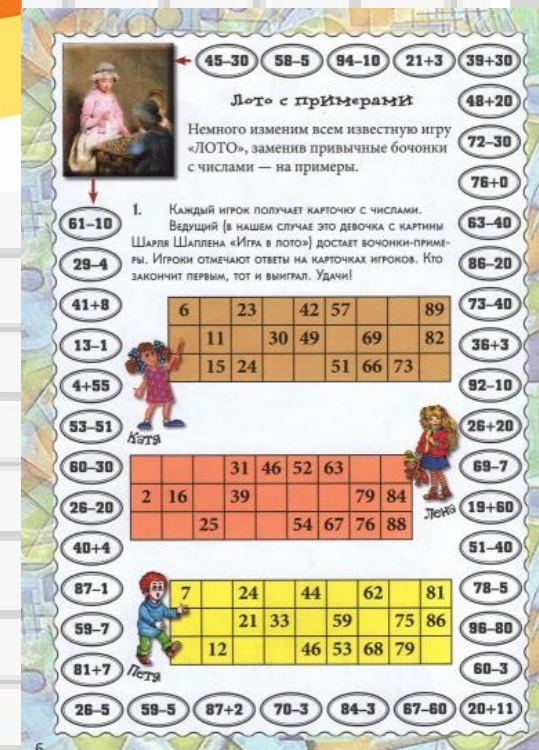 45–30 58–5 94–10 21+3 39+30
Лото с примерами
48+20
Немного изменим всем известную игру
«ЛОТО», заменив привычные бочонки
с числами — на примеры.
72–30
76+0
1. Каждый игрок получает карточку с числами.
Ведущий (в нашем случае это девочка с картины
Шарля Шаплена «Игра в лото») достает бочонки-приме-
ры. Игроки отмечают ответы на карточках игроков. Кто
закончит первым, тот и выиграл. Удачи!
61–10
29–4
41+8
13–1
4+55
53–51
60–30
26–20
40+4
87–1
59–7
81+7
63–40
86–20
73–40
36+3
92–10
26+20
69–7
19+60
51–40
78–5
96–80
60–3
6 23 42 57 89
11 30 49 69 82
15 24 51 66 73
Катя
31 46 52 63
2 16 39 79 84
25 54 67 76 88
Лена
7 24 44 62 81
21 33 59 75 86
12 46 53 68 79
Петя
26–5 59–5 87+2 70–3 84–3 67–60 20+11
6